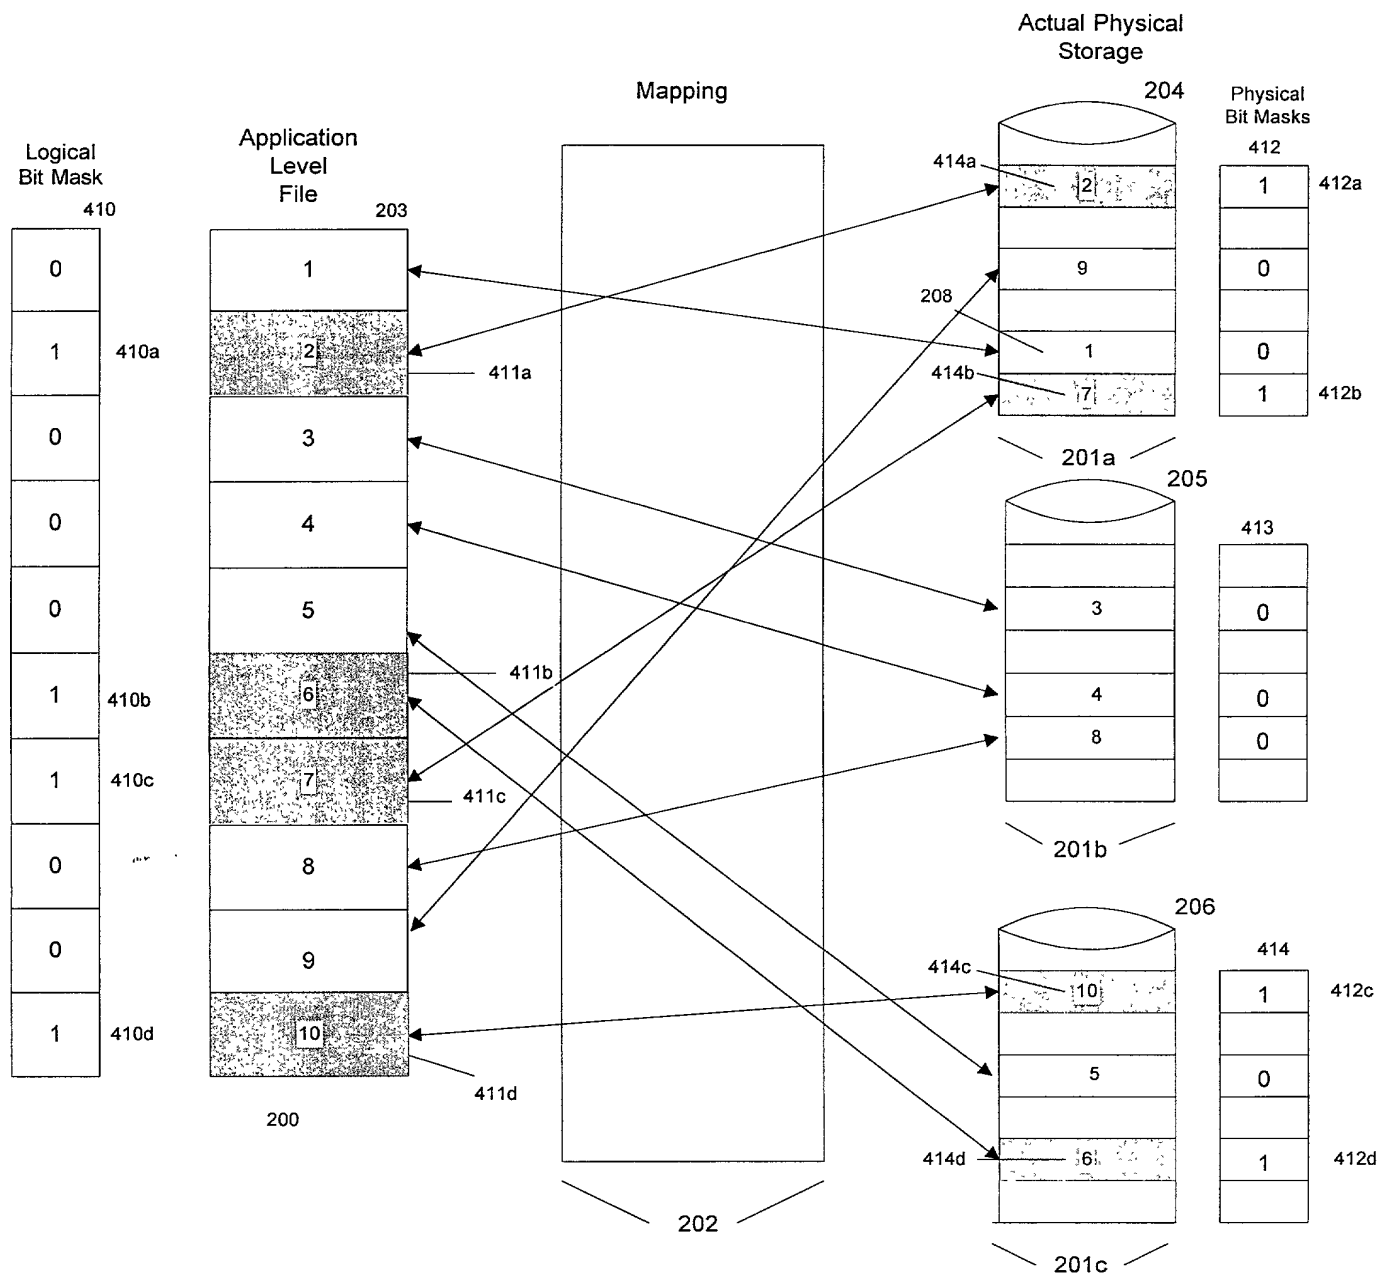 Actual Physical
Storage
Mapping
204
Physical
Bit Masks
412
Application
Level
File
203
Logical
Bit Mask
410
414a
2
1
412a
9
0
208
1
0
414b
7
1
412b
201a
0
1
1
410a
2
411a
0
3
0
4
0
5
1
410b
6
411b
1
410c
7
411c
0
8
0
9
1
410d
10
411d
200
205
413
3
0
4
0
8
0
201b
206
414
414c
10
1
412c
5
0
414d
6
1
412d
202
201c